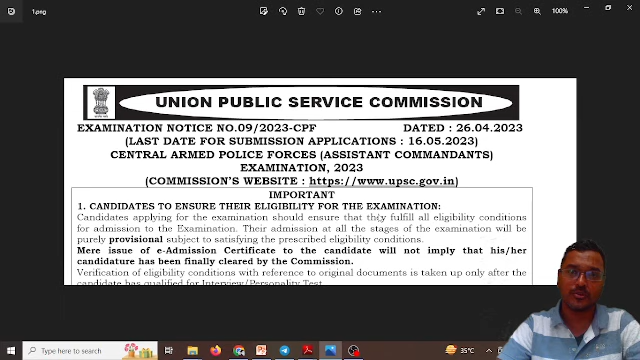 1.png
100%
UNION PUBLIC SERVICE COMMISSION
EXAMINATION NOTICE NO.09/2023-CPF DATED : 26.04.2023
(LAST DATE FOR SUBMISSION APPLICATIONS : 16.05.2023)
CENTRAL ARMED POLICE FORCES (ASSISTANT COMMANDANTS)
EXAMINATION, 2023
(COMMISSION'S WEBSITE : https://www.upsc.gov.in)
IMPORTANT
1. CANDIDATES TO ENSURE THEIR ELIGIBILITY FOR THE EXAMINATION:
Candidates applying for the examination should ensure that they fulfill all eligibility conditions
for admission to the Examination. Their admission at all the stages of the examination will be
purely provisional subject to satisfying the prescribed eligibility conditions.
Mere issue of e-Admission Certificate to the candidate will not imply that his/her
candidature has been finally cleared by the Commission.
Verification of eligibility conditions with reference to original documents is taken up only after the
candidate has qualified for Interview/Personality Test.
Type here to search
35°C